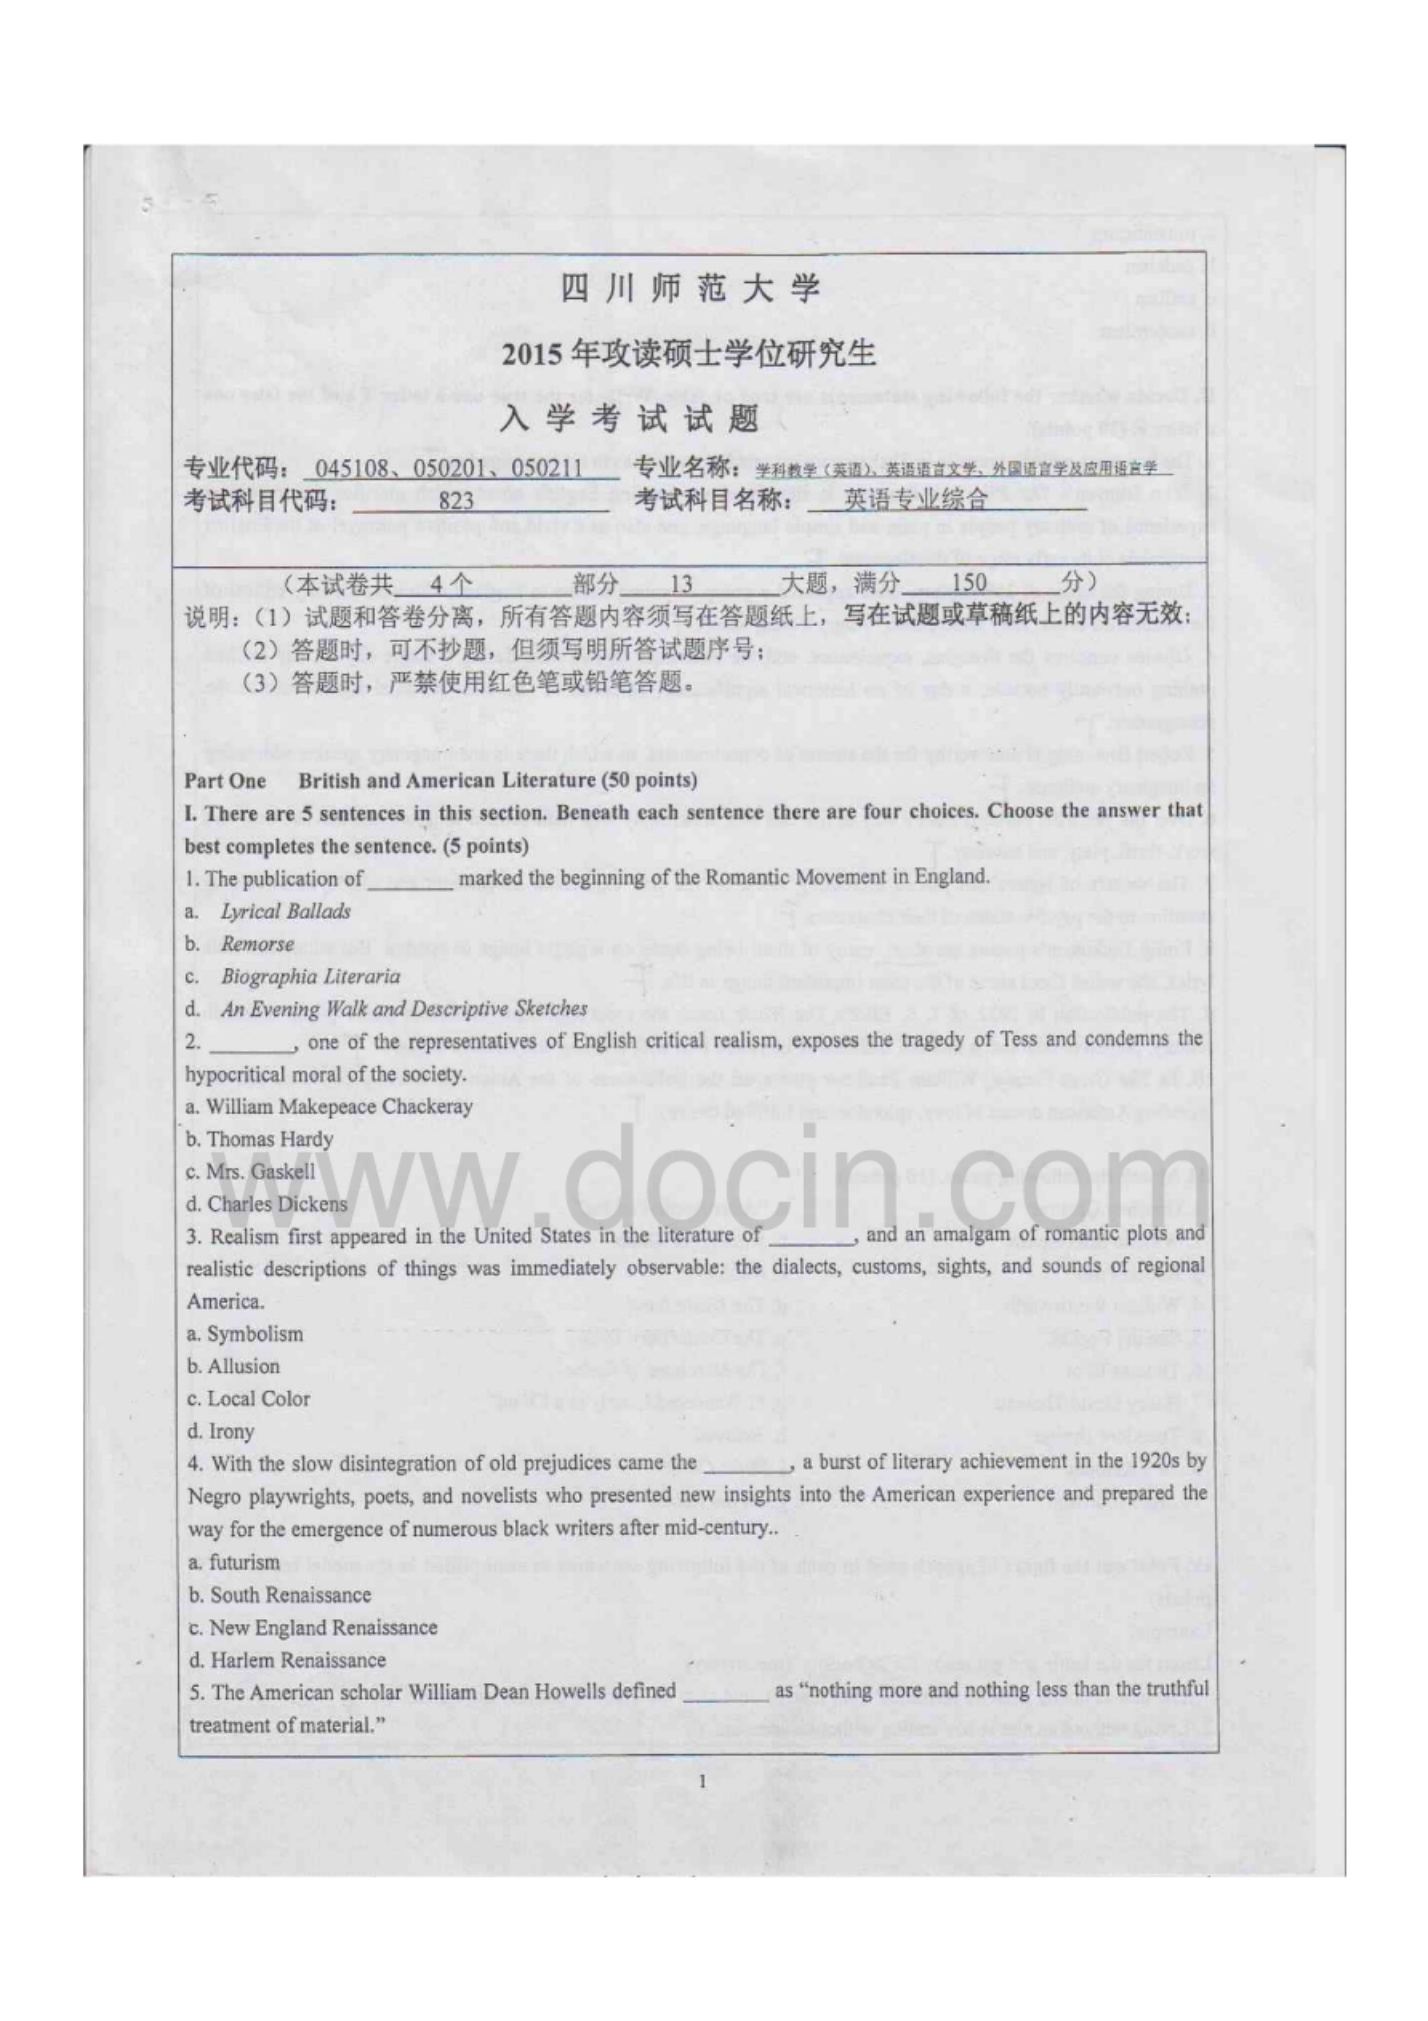 四 川 师 范 大 学
2015 年攻读硕士学位研究生
入 学 考 试 试 题
专业代码： 045108、050201、050211 专业名称：学科教学（英语）、英语语言文学、外国语言学及应用语言学
考试科目代码： 823 考试科目名称： 英语专业综合
（本试卷共 4 个 部分 13 大题，满分 150 分）
说明：（1）试题和答卷分离，所有答题内容须写在答题纸上，写在试题或草稿纸上的内容无效；
（2）答题时，可不抄题，但须写明所答试题序号；
（3）答题时，严禁使用红色笔或铅笔答题。
Part One British and American Literature (50 points)
I. There are 5 sentences in this section. Beneath each sentence there are four choices. Choose the answer that
best completes the sentence. (5 points)
1. The publication of ________ marked the beginning of the Romantic Movement in England.
a. Lyrical Ballads
b. Remorse
c. Biographia Literaria
d. An Evening Walk and Descriptive Sketches
2. ________, one of the representatives of English critical realism, exposes the tragedy of Tess and condemns the
hypocritical moral of the society.
a. William Makepeace Chackeray
b. Thomas Hardy
c. Mrs. Gaskell
d. Charles Dickens
www.docin.com
3. Realism first appeared in the United States in the literature of ________, and an amalgam of romantic plots and
realistic descriptions of things was immediately observable: the dialects, customs, sights, and sounds of regional
America.
a. Symbolism
b. Allusion
c. Local Color
d. Irony
4. With the slow disintegration of old prejudices came the ________, a burst of literary achievement in the 1920s by
Negro playwrights, poets, and novelists who presented new insights into the American experience and prepared the
way for the emergence of numerous black writers after mid-century..
a. futurism
b. South Renaissance
c. New England Renaissance
d. Harlem Renaissance
5. The American scholar William Dean Howells defined ________ as “nothing more and nothing less than the truthful
treatment of material.”
1